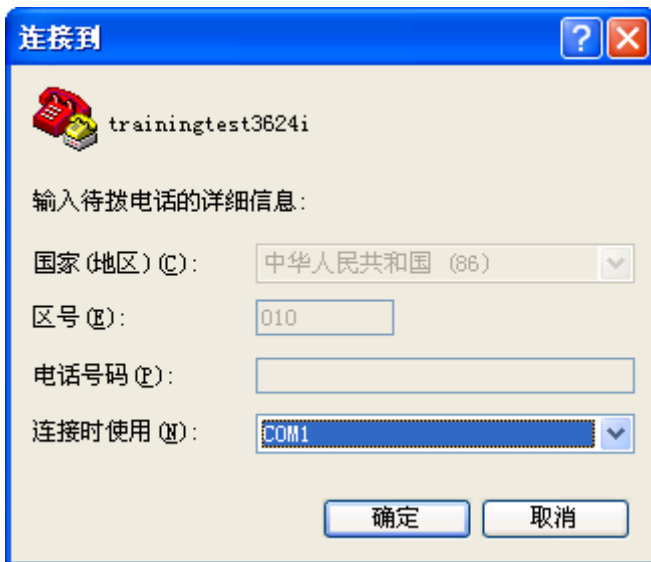 连接到
trainingtest3624i
输入待拨电话的详细信息:
国家(地区)(C): 中华人民共和国 (86)
区号(E): 010
电话号码(P):
连接时使用(N): COM1
确定 取消